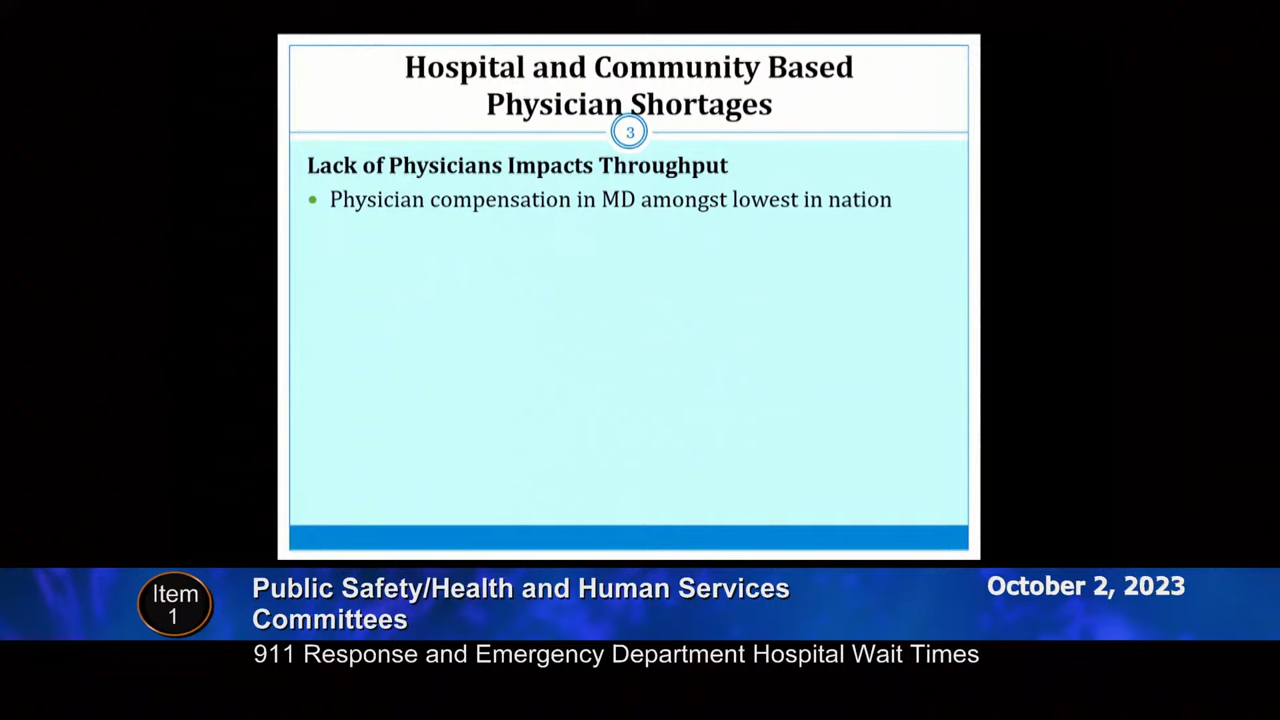 Hospital and Community Based
Physician Shortages
3
Lack of Physicians Impacts Throughput
• Physician compensation in MD amongst lowest in nation
Item
1
Public Safety/Health and Human Services
Committees
October 2, 2023
911 Response and Emergency Department Hospital Wait Times